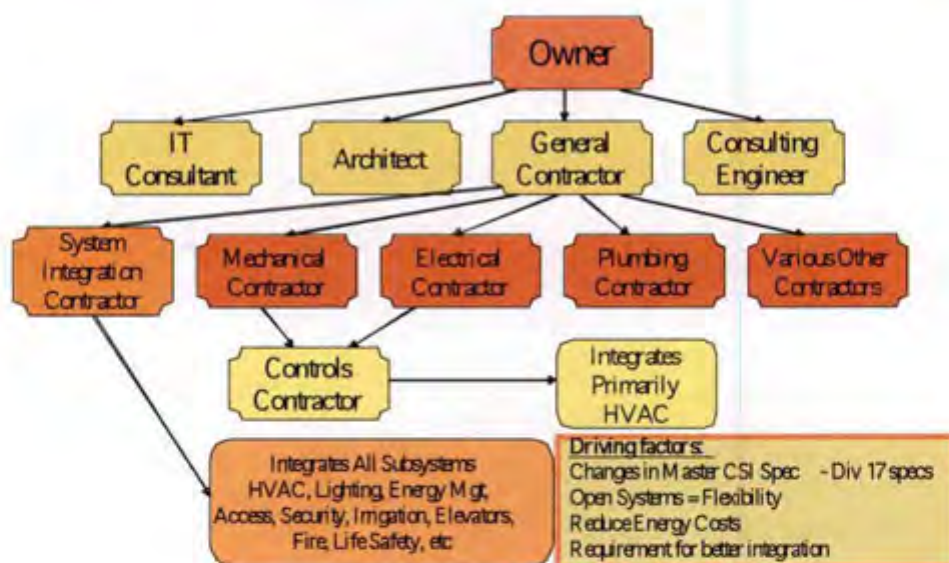 Owner
IT
Consultant
Architect
General
Contractor
Consulting
Engineer
System
Integration
Contractor
Mechanical
Contractor
Electrical
Contractor
Plumbing
Contractor
Various Other
Contractors
Controls
Contractor
Integrates
Primarily
HVAC
Integrates All Subsystems
HVAC, Lighting, Energy Mgt,
Access, Security, Irrigation, Elevators,
Fire, Life Safety, etc
Driving factors:
Changes in Master CSI Spec - Div 17 specs
Open Systems = Flexibility
Reduce Energy Costs
Requirement for better integration